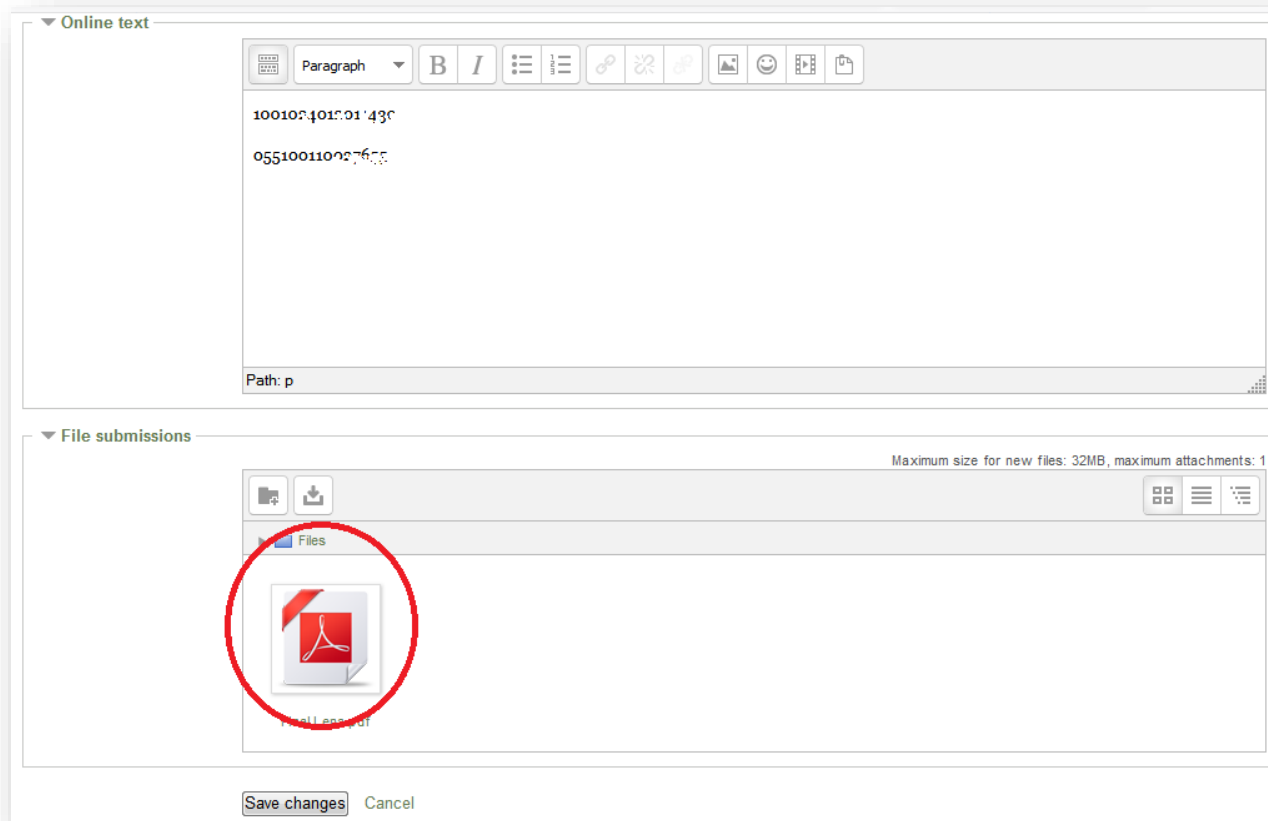 Online text
Paragraph
Path: p
File submissions
Maximum size for new files: 32MB, maximum attachments: 1
Files
Save changes Cancel